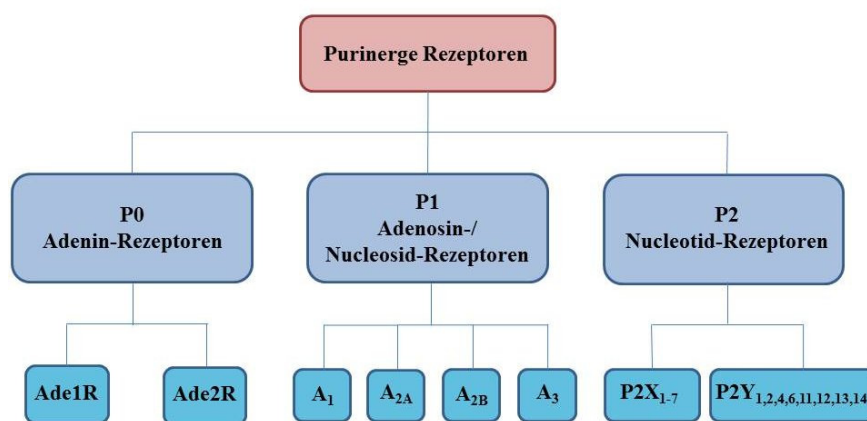 Purinerge Rezeptoren
P0
Adenin-Rezeptoren
P1
Adenosin-/
Nucleosid-Rezeptoren
P2
Nucleotid-Rezeptoren
Ade1R
Ade2R
A₁
A₂A
A₂B
A₃
P2X₁₋₇
P2Y₁,₂,₄,₆,₁₁,₁₂,₁₃,₁₄